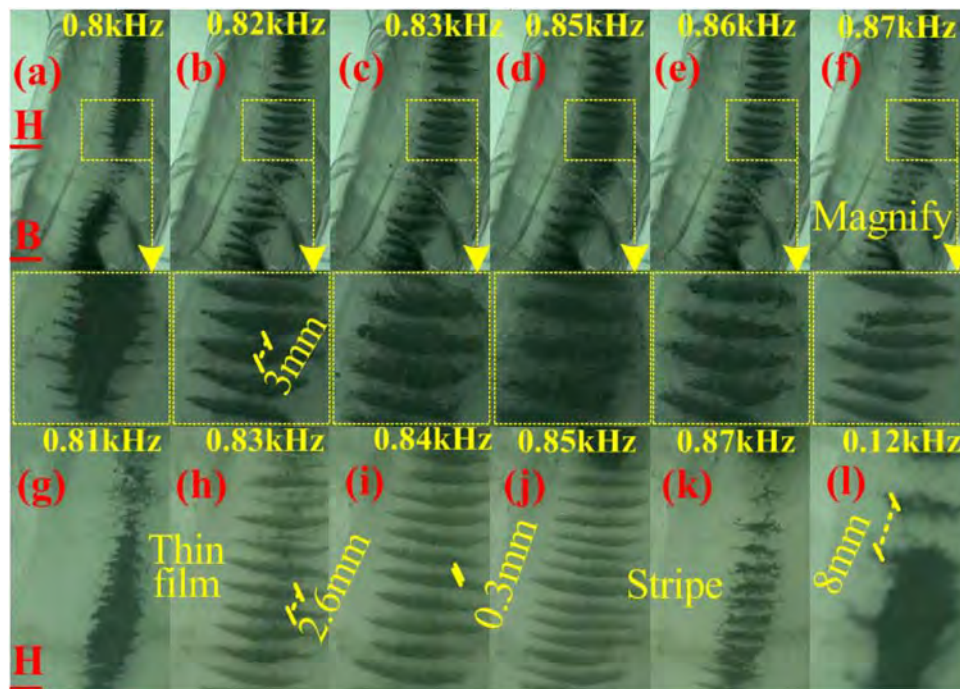 0.8kHz
0.82kHz
0.83kHz
0.85kHz
0.86kHz
0.87kHz
(a)
(b)
(c)
(d)
(e)
(f)
H
B
Magnify
3mm
0.81kHz
0.83kHz
0.84kHz
0.85kHz
0.87kHz
0.12kHz
(g)
(h)
(i)
(j)
(k)
(l)
Thin
film
2.6mm
0.3mm
Stripe
8mm
H